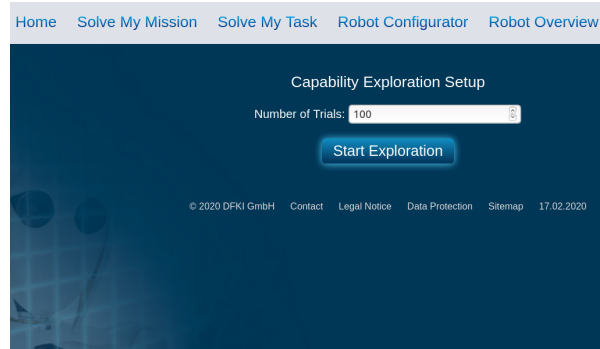 Home Solve My Mission Solve My Task Robot Configurator Robot Overview
Capability Exploration Setup
Number of Trials: 100
Start Exploration
© 2020 DFKI GmbH Contact Legal Notice Data Protection Sitemap 17.02.2020